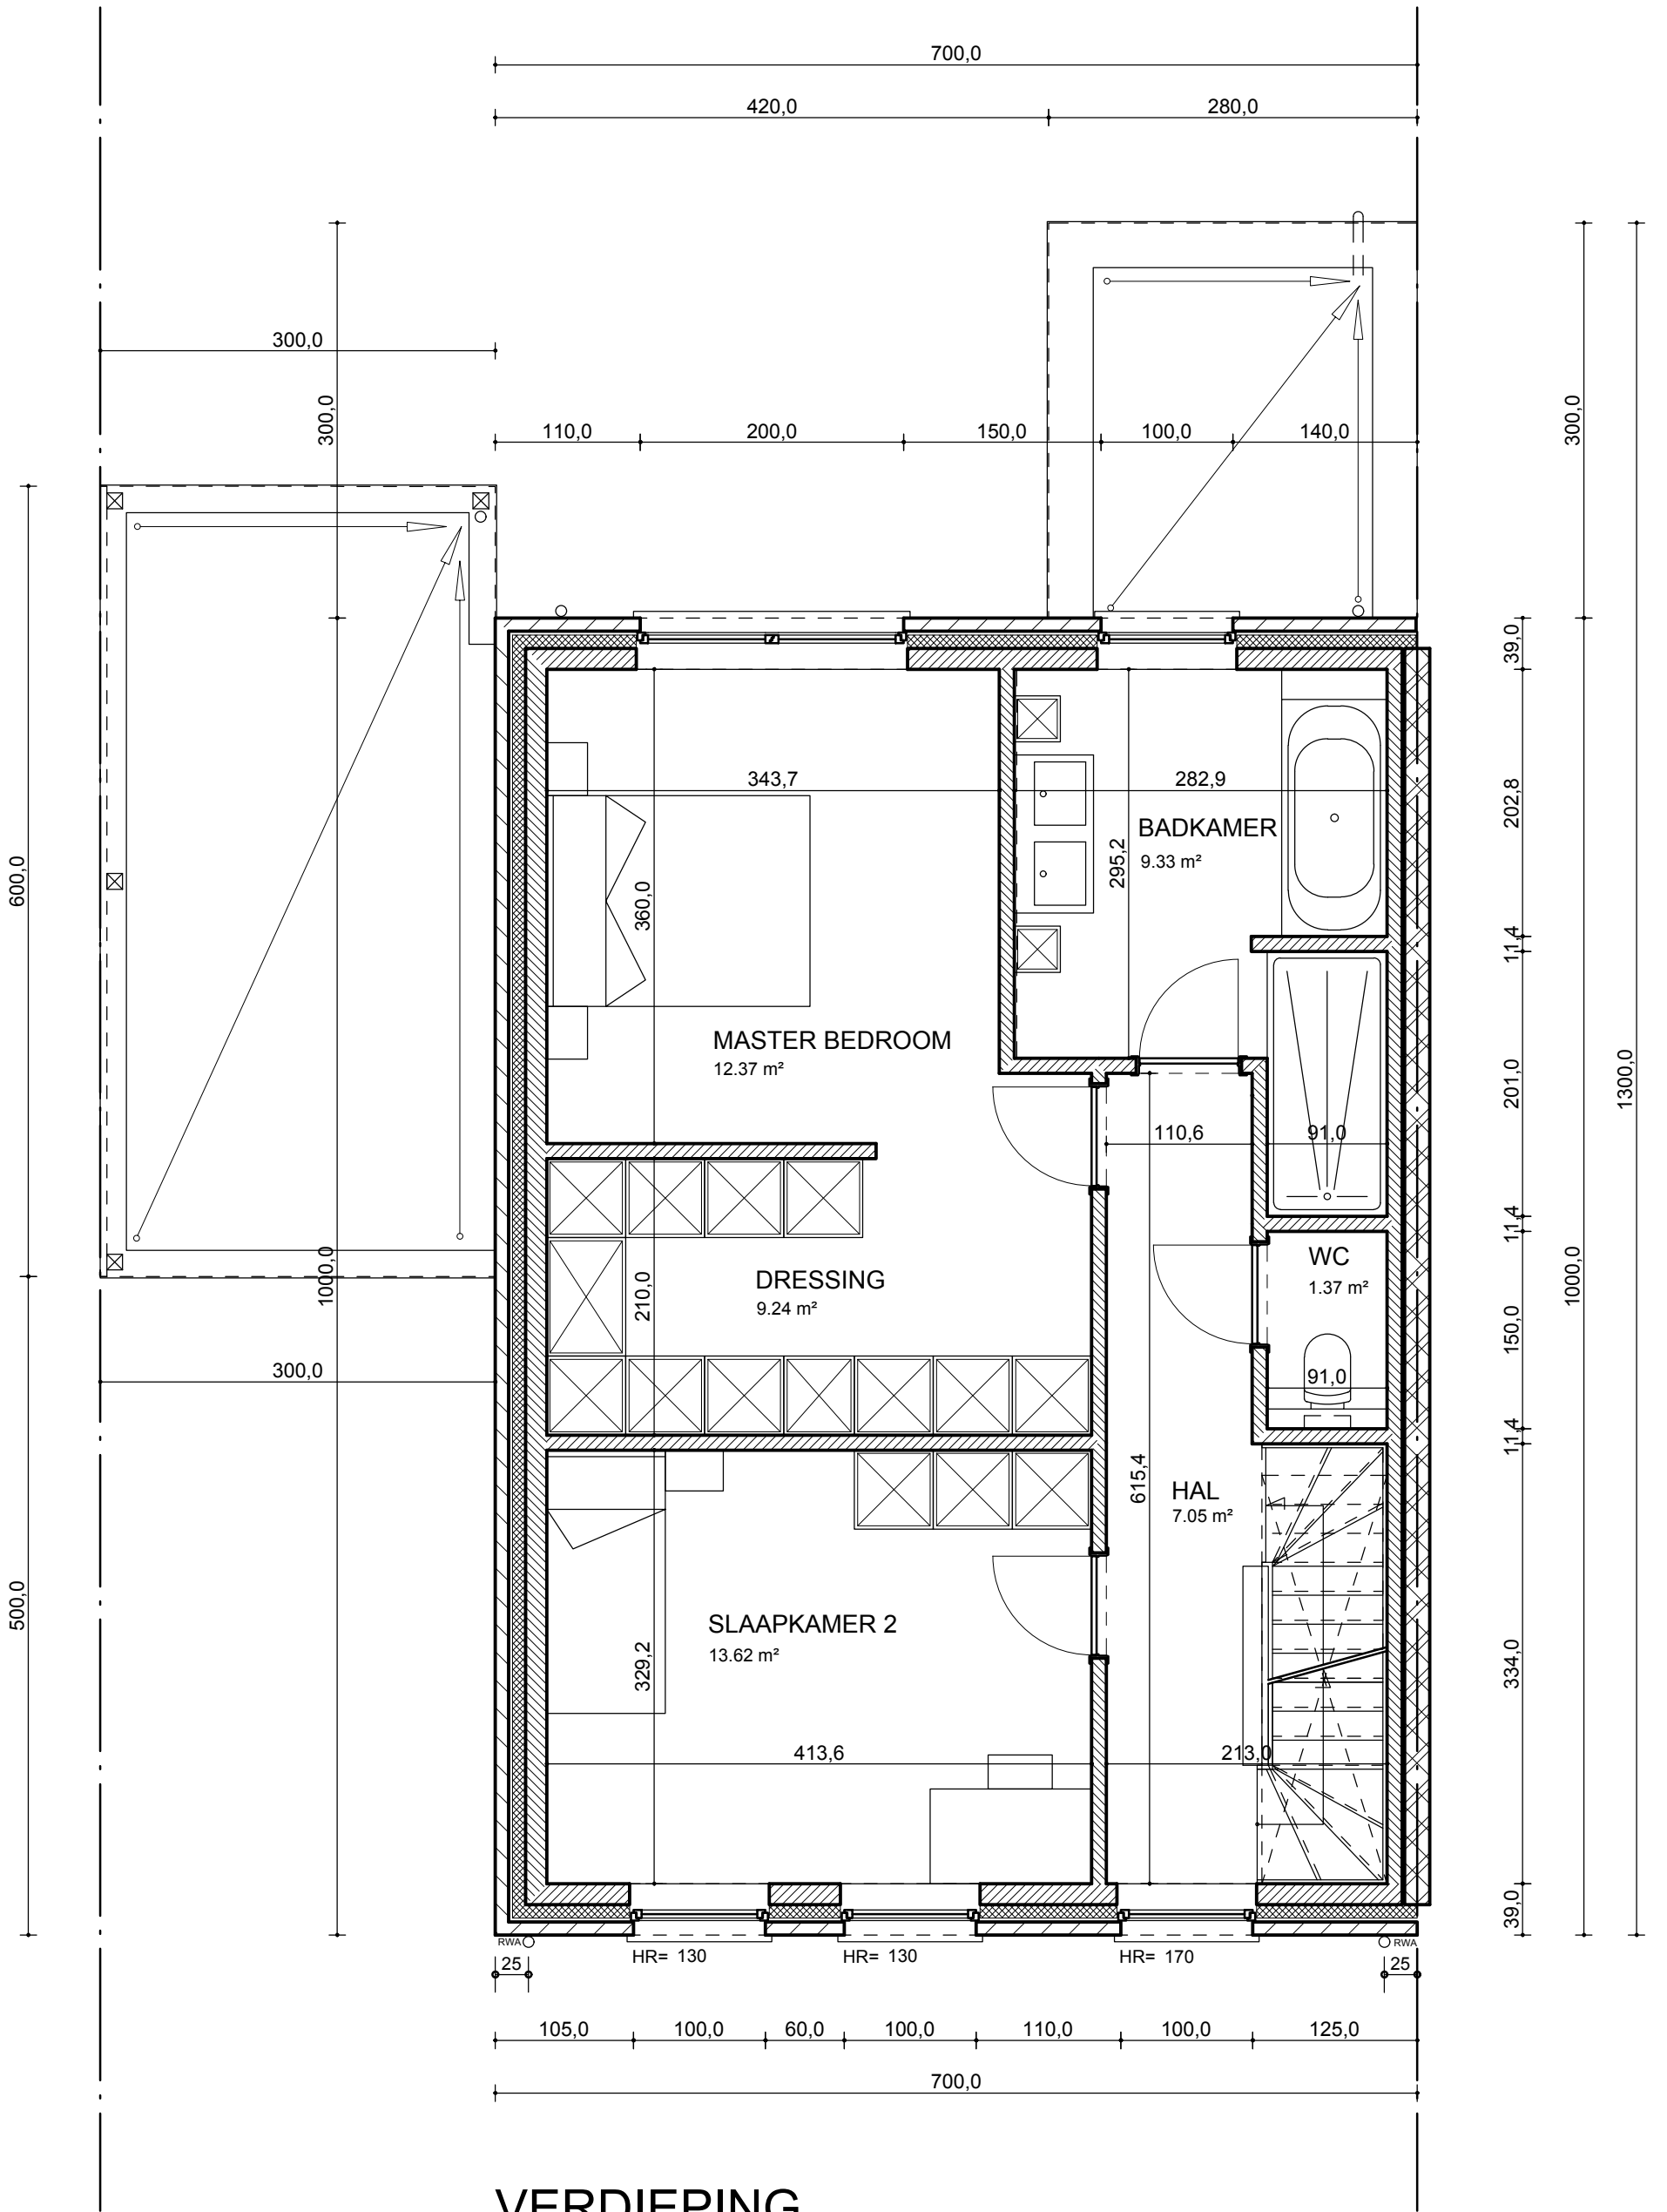 700,0
420,0 280,0
300,0
300,0
300,0
110,0 200,0 150,0 100,0 140,0
39,0
343,7 282,9
202,8
BADKAMER
9.33 m²
295,2
600,0
360,0
11,4
MASTER BEDROOM
12.37 m²
201,0
1300,0
110,6 91,0
11,4
WC
1.37 m²
DRESSING
9.24 m²
210,0
1000,0
1000,0
150,0
300,0
91,0
11,4
615,4
HAL
7.05 m²
500,0
SLAAPKAMER 2
13.62 m²
329,2
334,0
413,6 213,0
39,0
RWA RWA
HR= 130 HR= 130 HR= 170
25 25
105,0 100,0 60,0 100,0 110,0 100,0 125,0
700,0
VERDIEPING